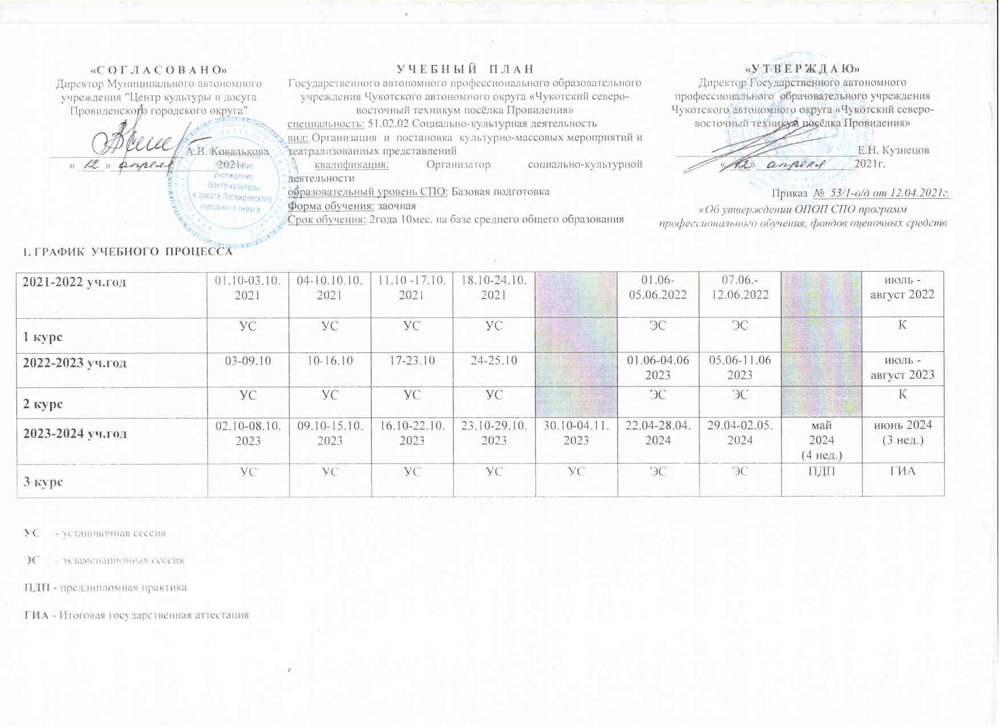 «С О Г Л А С О В А Н О»
Директор Муниципального автономного
учреждения "Центр культуры и досуга
Провиденского городского округа"
А.В. Ковалькова
« 12 » апреля 2021г.
автономное
учреждение
Центр культуры
и досуга Провиденского
городского округа
У Ч Е Б Н Ы Й П Л А Н
Государственного автономного профессионального образовательного
учреждения Чукотского автономного округа «Чукотский северо-
восточный техникум посёлка Провидения»
специальность: 51.02.02 Социально-культурная деятельность
вид: Организация и постановка культурно-массовых мероприятий и
театрализованных представлений
квалификация: Организатор социально-культурной
деятельности
образовательный уровень СПО: Базовая подготовка
Форма обучения: заочная
Срок обучения: 2года 10мес. на базе среднего общего образования
«У Т В Е Р Ж Д А Ю»
Директор Государственного автономного
профессионального образовательного учреждения
Чукотского автономного округа «Чукотский северо-
восточный техникум посёлка Провидения»
Е.Н. Кузнецов
« 12 » апреля 2021г.
Приказ № 53/1-о/д от 12.04.2021г.
«Об утверждении ОПОП СПО программ
профессионального обучения, фондов оценочных средств
1. ГРАФИК УЧЕБНОГО ПРОЦЕССА
2021-2022 уч.год 01.10-03.10. 2021 04-10.10.10. 2021 11.10 -17.10. 2021 18.10-24.10. 2021 01.06-05.06.2022 07.06.-12.06.2022 июль - август 2022
1 курс УС УС УС УС ЭС ЭС К
2022-2023 уч.год 03-09.10 10-16.10 17-23.10 24-25.10 01.06-04.06 2023 05.06-11.06 2023 июль - август 2023
2 курс УС УС УС УС ЭС ЭС К
2023-2024 уч.год 02.10-08.10. 2023 09.10-15.10. 2023 16.10-22.10. 2023 23.10-29.10. 2023 30.10-04.11. 2023 22.04-28.04. 2024 29.04-02.05. 2024 май 2024 (4 нед.) июнь 2024 (3 нед.)
3 курс УС УС УС УС УС ЭС ЭС ПДП ГИА
УС - установочная сессия
ЭС - экзаменационная сессия
ПДП - преддипломная практика
ГИА - Итоговая государственная аттестация